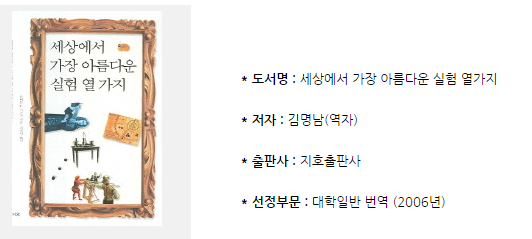 세상에서
가장 아름다운
실험 열 가지
* 도서명 : 세상에서 가장 아름다운 실험 열가지
* 저자 : 김명남(역자)
* 출판사 : 지호출판사
* 선정부문 : 대학일반 번역 (2006년)